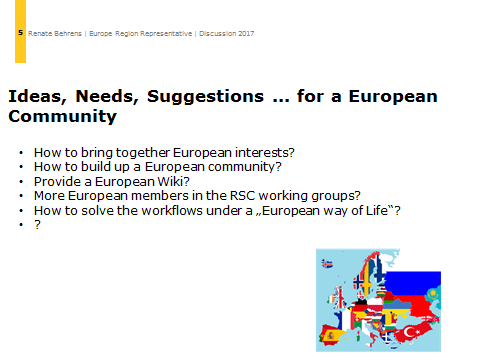 5 Renate Behrens | Europe Region Representative | Discussion 2017
Ideas, Needs, Suggestions ... for a European
Community
• How to bring together European interests?
• How to build up a European community?
• Provide a European Wiki?
• More European members in the RSC working groups?
• How to solve the workflows under a „European way of Life“?
• ?